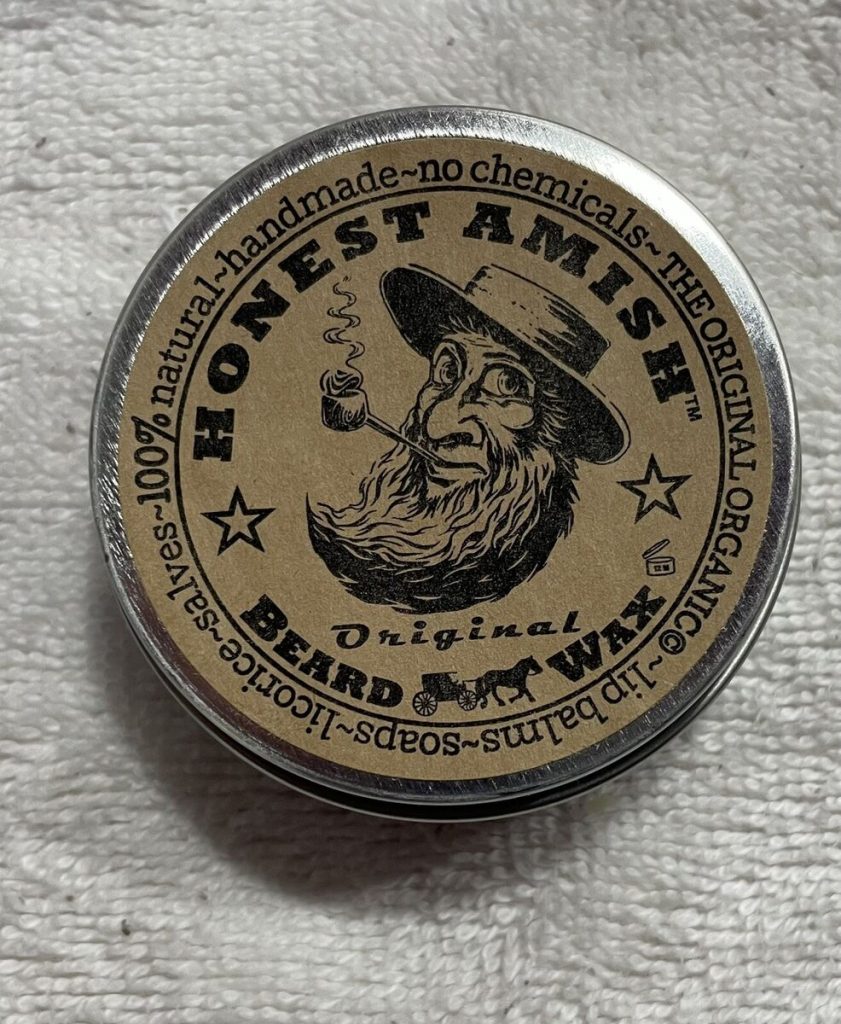 100% natural~handmade~no chemicals~THE ORIGINAL ORGANIC©~lip balms~soaps~licorice~salves~
HONEST AMISH™
Original
BEARD WAX